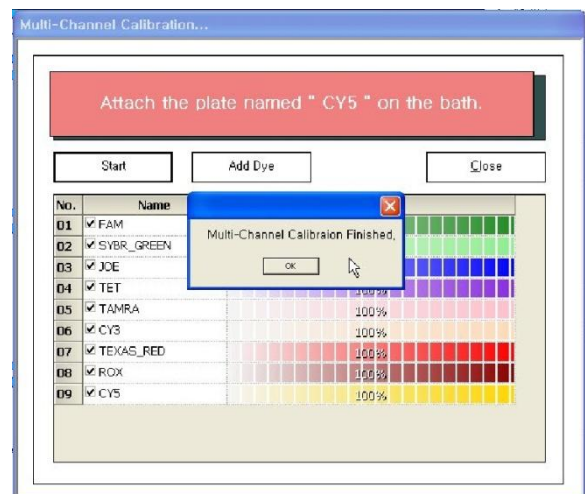 Multi-Channel Calibration...
Attach the plate named " CY5 " on the bath.
Start Add Dye Close
No. Name
Multi-Channel Calibraion Finished,
OK
01 FAM
02 SYBR_GREEN
03 JOE
04 TET 100%
05 TAMRA 100%
06 CY3 100%
07 TEXAS_RED 100%
08 ROX 100%
09 CY5 100%